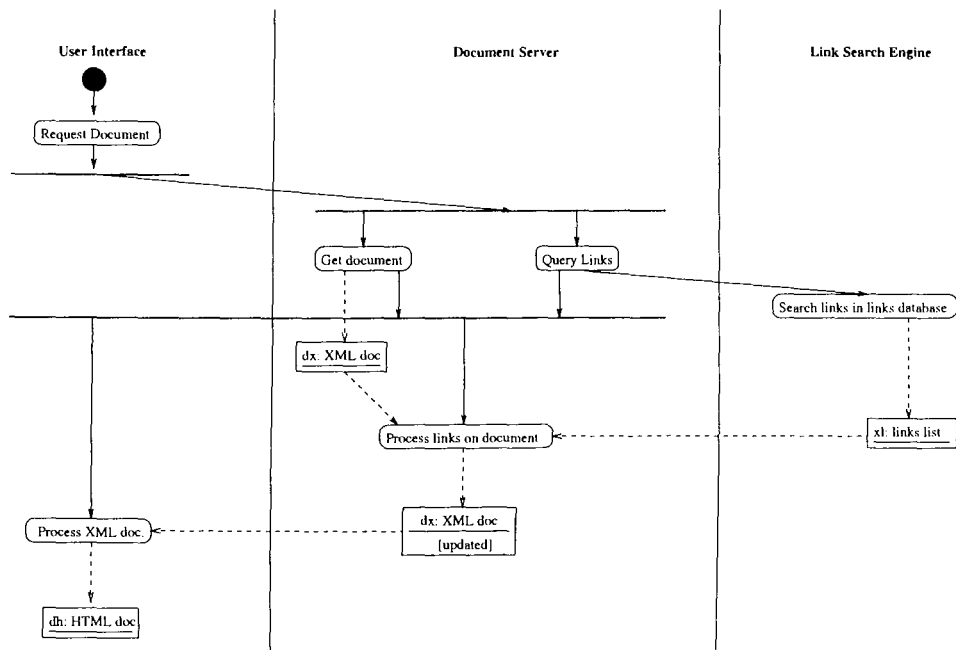 User Interface
Document Server
Link Search Engine
Request Document
Get document
Query Links
Search links in links database
dx: XML doc
Process links on document
xl: links list
dx: XML doc
[updated]
Process XML doc.
dh: HTML doc